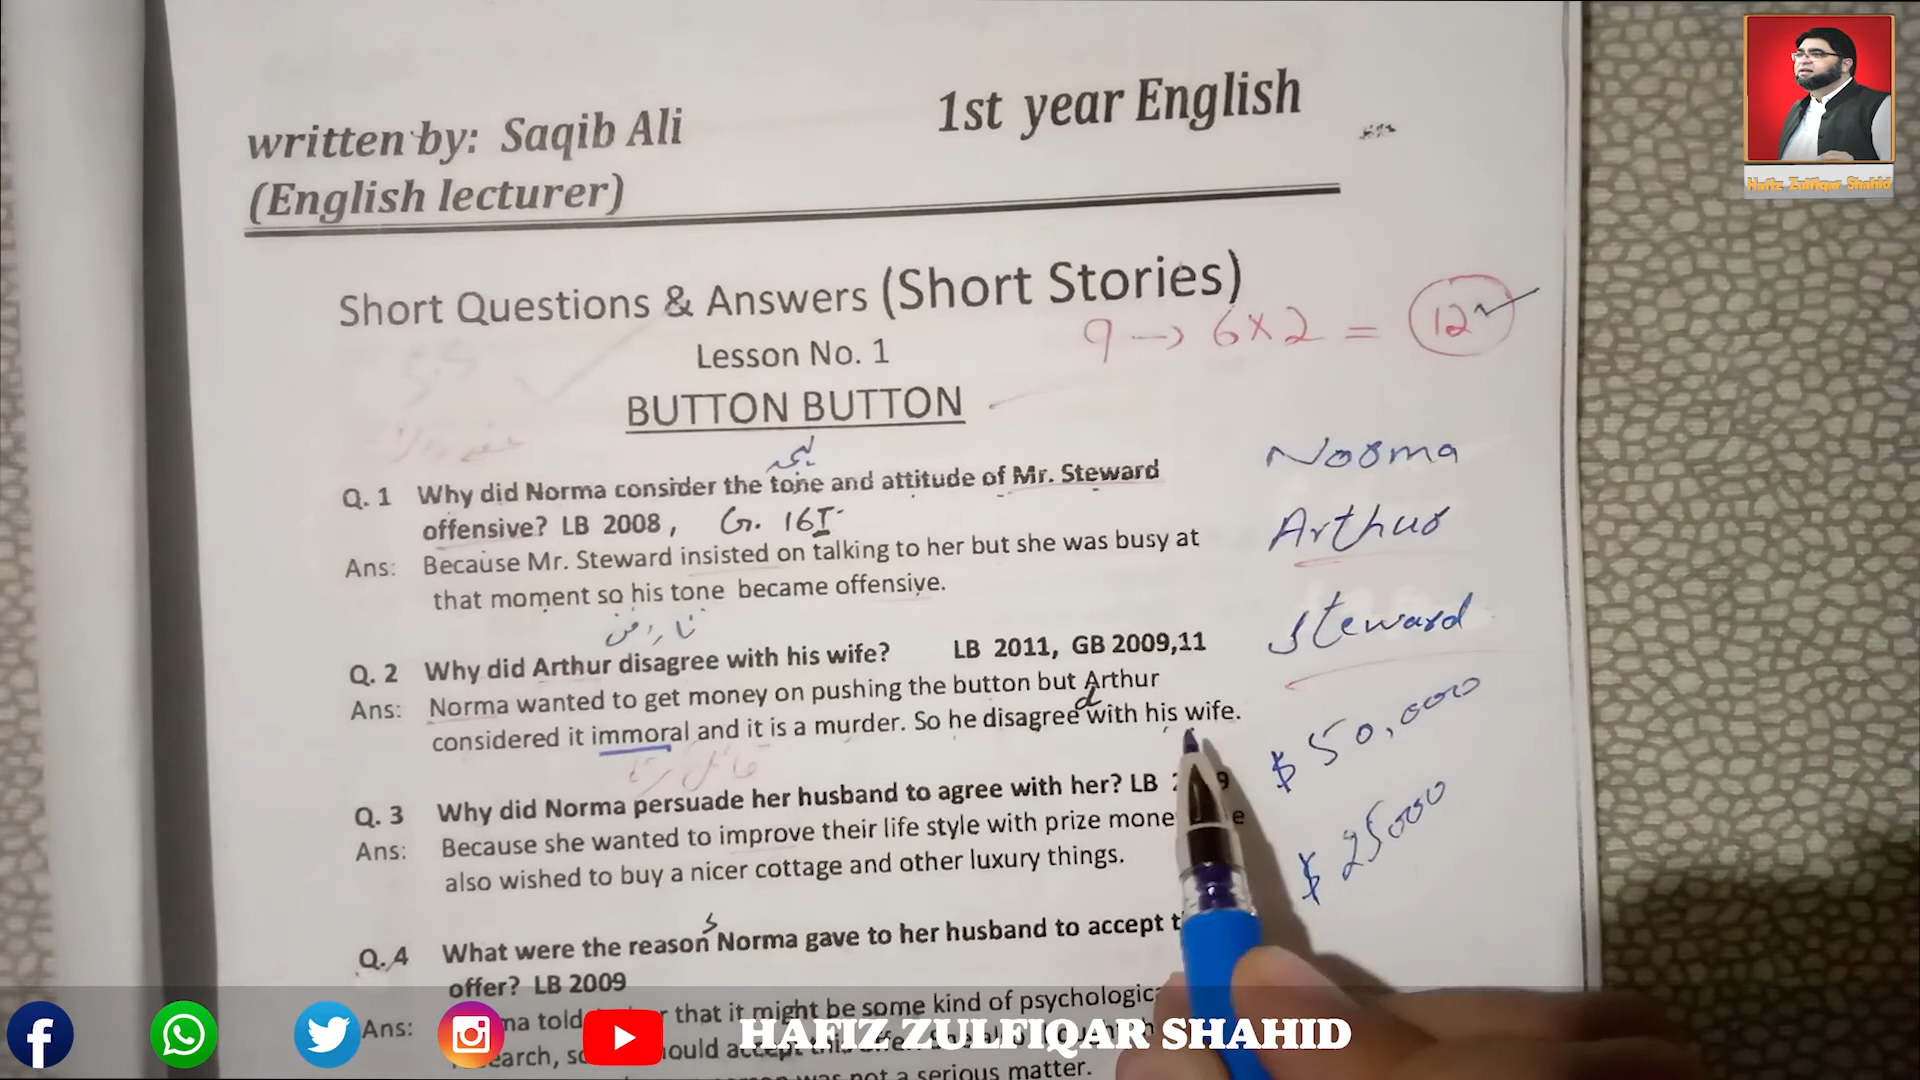 written by: Saqib Ali
(English lecturer)
1st year English
Hafiz Zulfiqar Shahid
Short Questions & Answers (Short Stories)
9 → 6×2 = 12 ✓
Lesson No. 1
BUTTON BUTTON
لہجہ
Q. 1 Why did Norma consider the tone and attitude of Mr. Steward
offensive? LB 2008, G. 16I
Ans: Because Mr. Steward insisted on talking to her but she was busy at
that moment so his tone became offensive.
ناراض
Q. 2 Why did Arthur disagree with his wife? LB 2011, GB 2009,11
Ans: Norma wanted to get money on pushing the button but Arthur
considered it immoral and it is a murder. So he disagreed with his wife.
قائل کرنا
Q. 3 Why did Norma persuade her husband to agree with her? LB
Ans: Because she wanted to improve their life style with prize
also wished to buy a nicer cottage and other luxury things.
Q. 4 What were the reasons Norma gave to her husband to accept
offer? LB 2009
Ans: told that it might be some kind of
accept this
was not a serious matter.
Norma
Arthur
Steward
$ 50,000
$ 25000
HAFIZ ZULFIQAR SHAHID